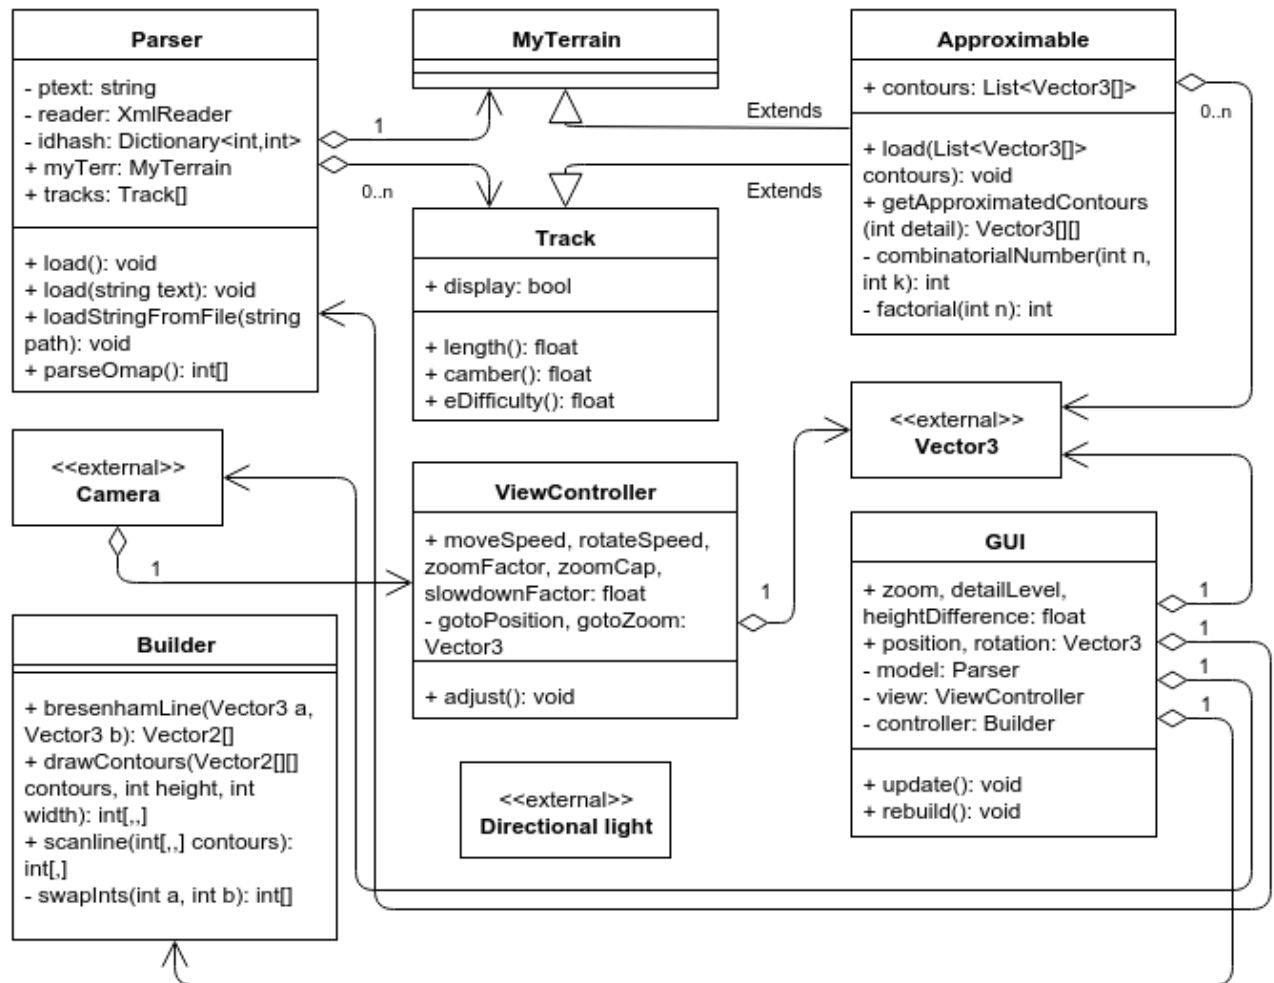 Parser
- ptext: string
- reader: XmlReader
- idhash: Dictionary<int,int>
+ myTerr: MyTerrain
+ tracks: Track[]
+ load(): void
+ load(string text): void
+ loadStringFromFile(string
path): void
+ parseOmap(): int[]
1
0..n
MyTerrain
Extends
Extends
Approximable
+ contours: List<Vector3[]>
+ load(List<Vector3[]>
contours): void
+ getApproximatedContours
(int detail): Vector3[][]
- combinatorialNumber(int n,
int k): int
- factorial(int n): int
0..n
Track
+ display: bool
+ length(): float
+ camber(): float
+ eDifficulty(): float
<<external>>
Vector3
<<external>>
Camera
1
ViewController
+ moveSpeed, rotateSpeed,
zoomFactor, zoomCap,
slowdownFactor: float
- gotoPosition, gotoZoom:
Vector3
+ adjust(): void
1
GUI
+ zoom, detailLevel,
heightDifference: float
+ position, rotation: Vector3
- model: Parser
- view: ViewController
- controller: Builder
+ update(): void
+ rebuild(): void
1
1
1
1
Builder
+ bresenhamLine(Vector3 a,
Vector3 b): Vector2[]
+ drawContours(Vector2[][]
contours, int height, int
width): int[,,]
+ scanline(int[,,] contours):
int[,]
- swapInts(int a, int b): int[]
<<external>>
Directional light